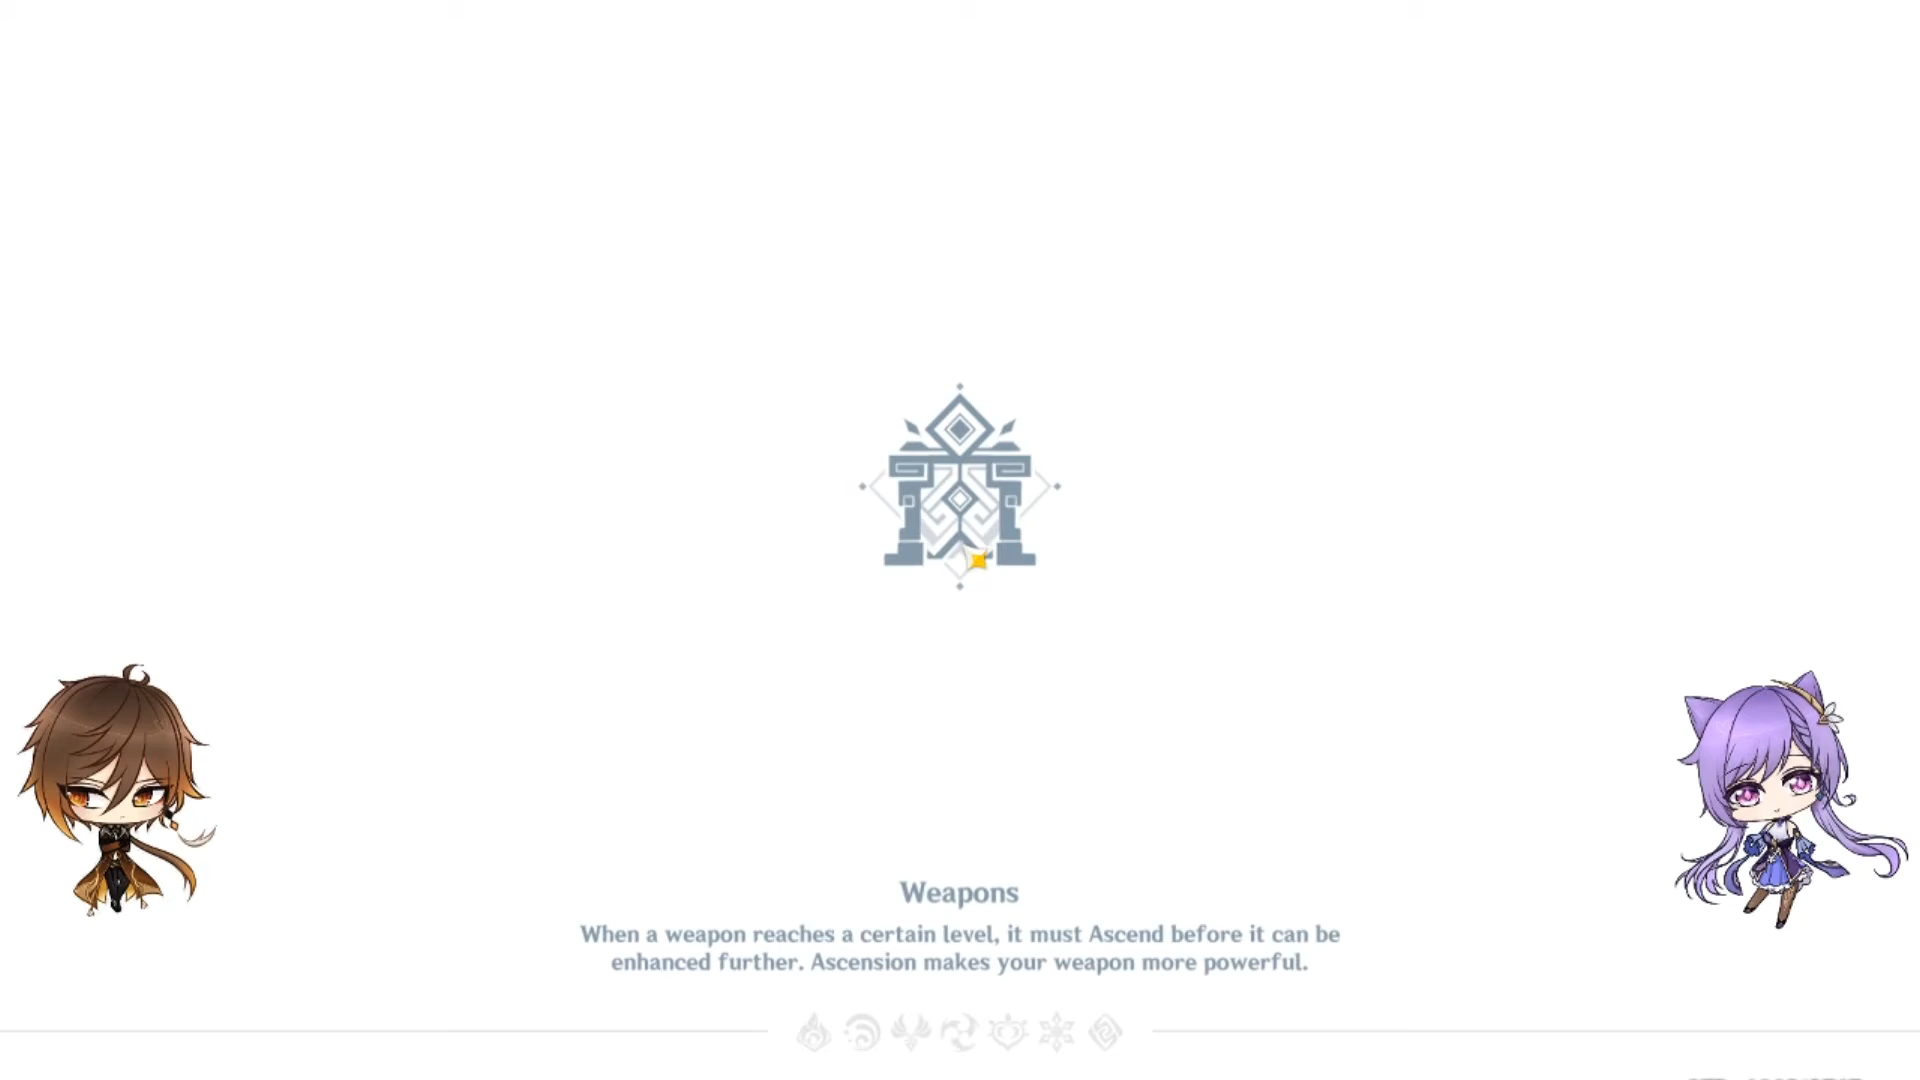 Weapons
When a weapon reaches a certain level, it must Ascend before it can be
enhanced further. Ascension makes your weapon more powerful.